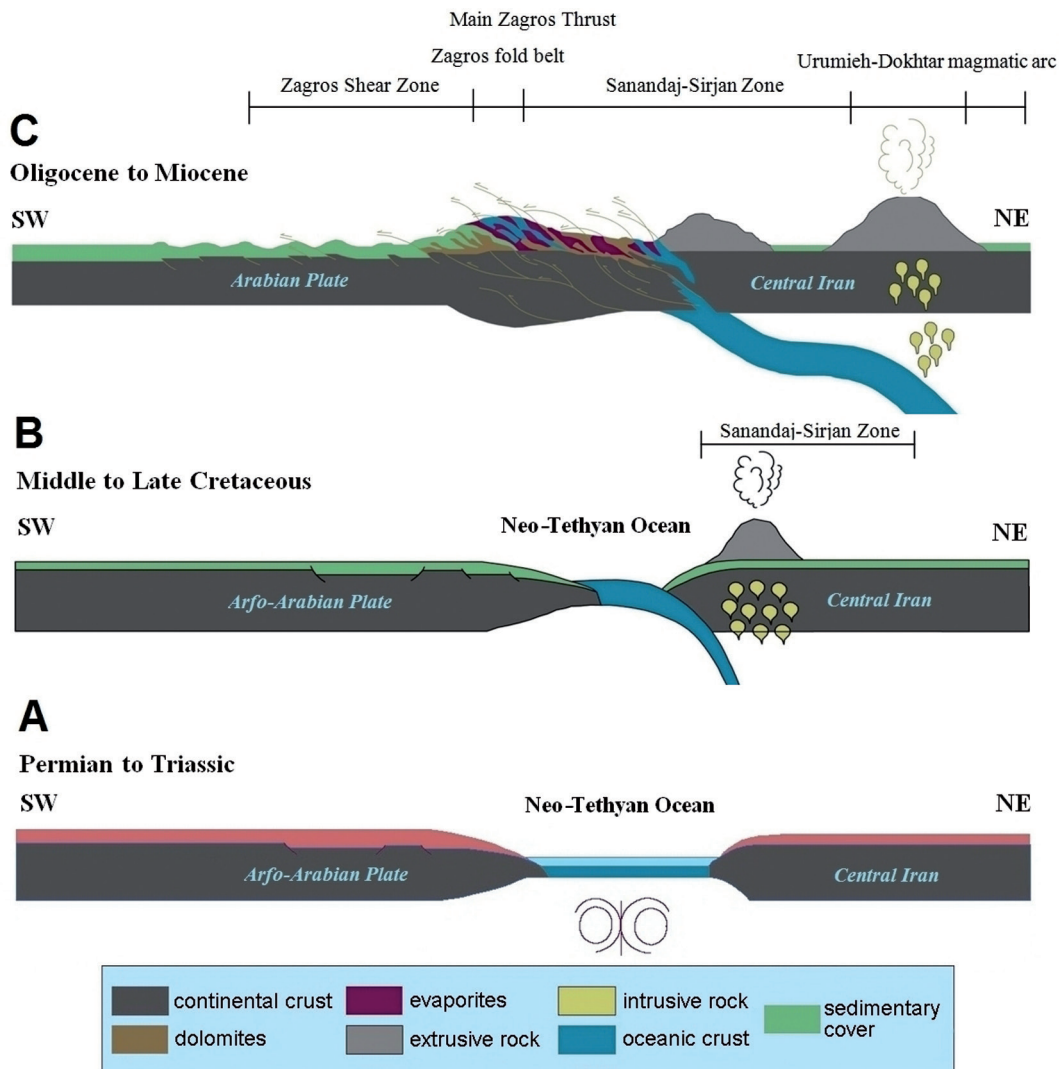 Main Zagros Thrust
Zagros fold belt
Urumieh-Dokhtar magmatic arc
Zagros Shear Zone
Sanandaj-Sirjan Zone
C
Oligocene to Miocene
SW
NE
Arabian Plate
Central Iran
B
Sanandaj-Sirjan Zone
Middle to Late Cretaceous
SW
Neo-Tethyan Ocean
NE
Arfo-Arabian Plate
Central Iran
A
Permian to Triassic
SW
Neo-Tethyan Ocean
NE
Arfo-Arabian Plate
Central Iran
continental crust
evaporites
intrusive rock
sedimentary
cover
dolomites
extrusive rock
oceanic crust